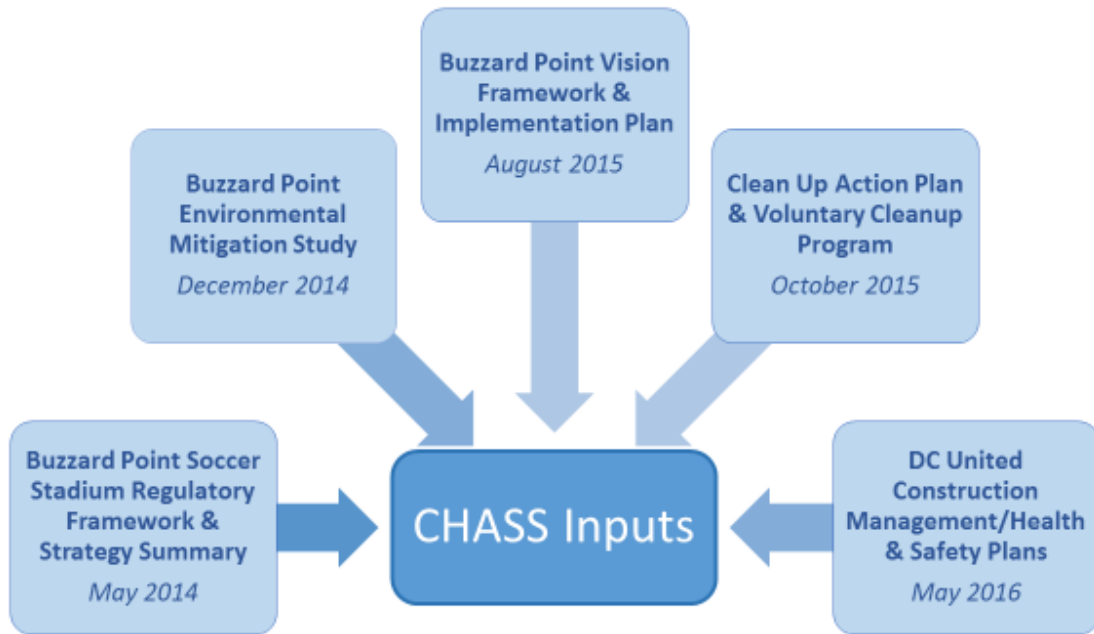 Buzzard Point Vision
Framework &
Implementation Plan
August 2015
Buzzard Point
Environmental
Mitigation Study
December 2014
Clean Up Action Plan
& Voluntary Cleanup
Program
October 2015
Buzzard Point Soccer
Stadium Regulatory
Framework &
Strategy Summary
May 2014
CHASS Inputs
DC United
Construction
Management/Health
& Safety Plans
May 2016